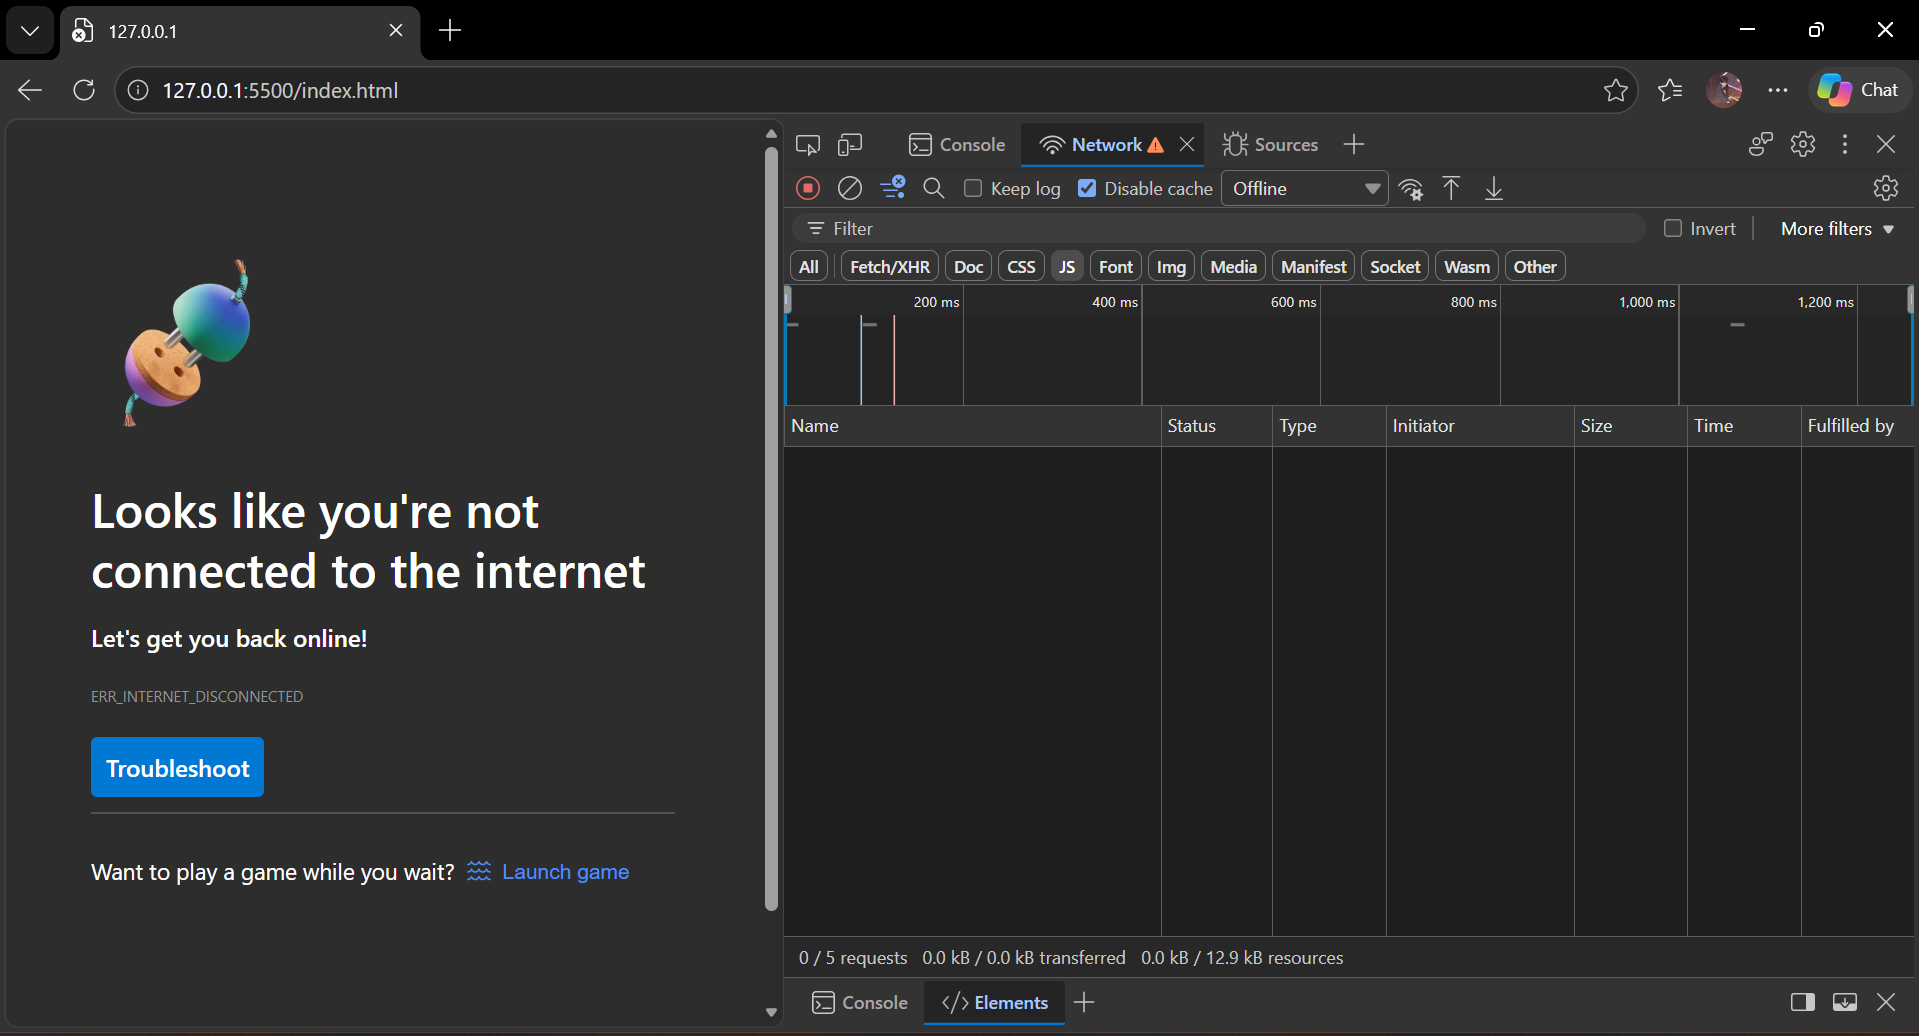 127.0.0.1
127.0.0.1:5500/index.html
Chat
Looks like you're not
connected to the internet
Let's get you back online!
ERR_INTERNET_DISCONNECTED
Troubleshoot
Want to play a game while you wait? Launch game
Console Network Sources
Keep log Disable cache Offline
Filter Invert More filters
All Fetch/XHR Doc CSS JS Font Img Media Manifest Socket Wasm Other
200 ms 400 ms 600 ms 800 ms 1,000 ms 1,200 ms
Name Status Type Initiator Size Time Fulfilled by
0 / 5 requests 0.0 kB / 0.0 kB transferred 0.0 kB / 12.9 kB resources
Console </> Elements